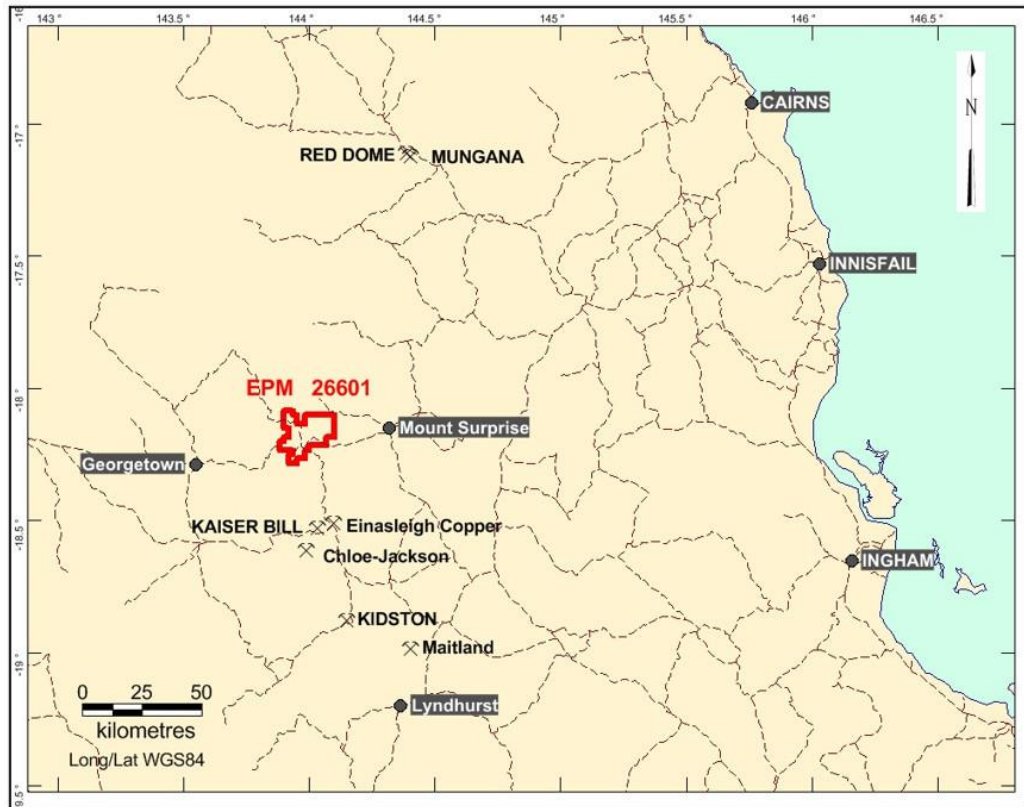 143 °
143.5 °
144 °
144.5 °
145 °
145.5 °
146 °
146.5 °
-17 °
-17.5 °
-18 °
-18.5 °
-19 °
9.5 °
CAIRNS
N
RED DOME
MUNGANA
INNISFAIL
EPM 26601
Mount Surprise
Georgetown
KAISER BILL
Einasleigh Copper
Chloe-Jackson
INGHAM
KIDSTON
Maitland
Lyndhurst
0 25 50
kilometres
Long/Lat WGS84